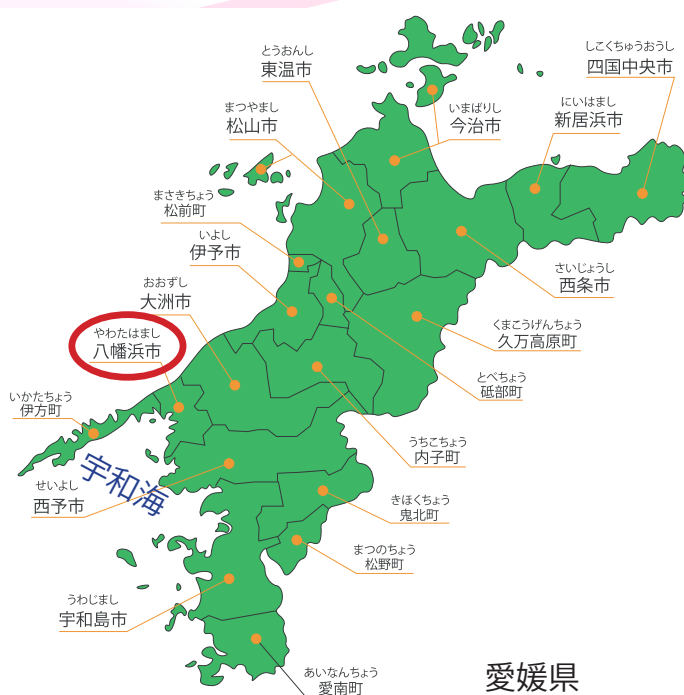 とうおんし
東温市
しこくちゅうおうし
四国中央市
まつやまし
松山市
いまばりし
今治市
にいはまし
新居浜市
まさきちょう
松前町
いよし
伊予市
さいじょうし
西条市
おおずし
大洲市
くまこうげんちょう
久万高原町
やわたはまし
八幡浜市
とべちょう
砥部町
いかたちょう
伊方町
うちこちょう
内子町
宇和海
せいよし
西予市
きほくちょう
鬼北町
まつのちょう
松野町
うわじまし
宇和島市
あいなんちょう
愛南町
愛媛県